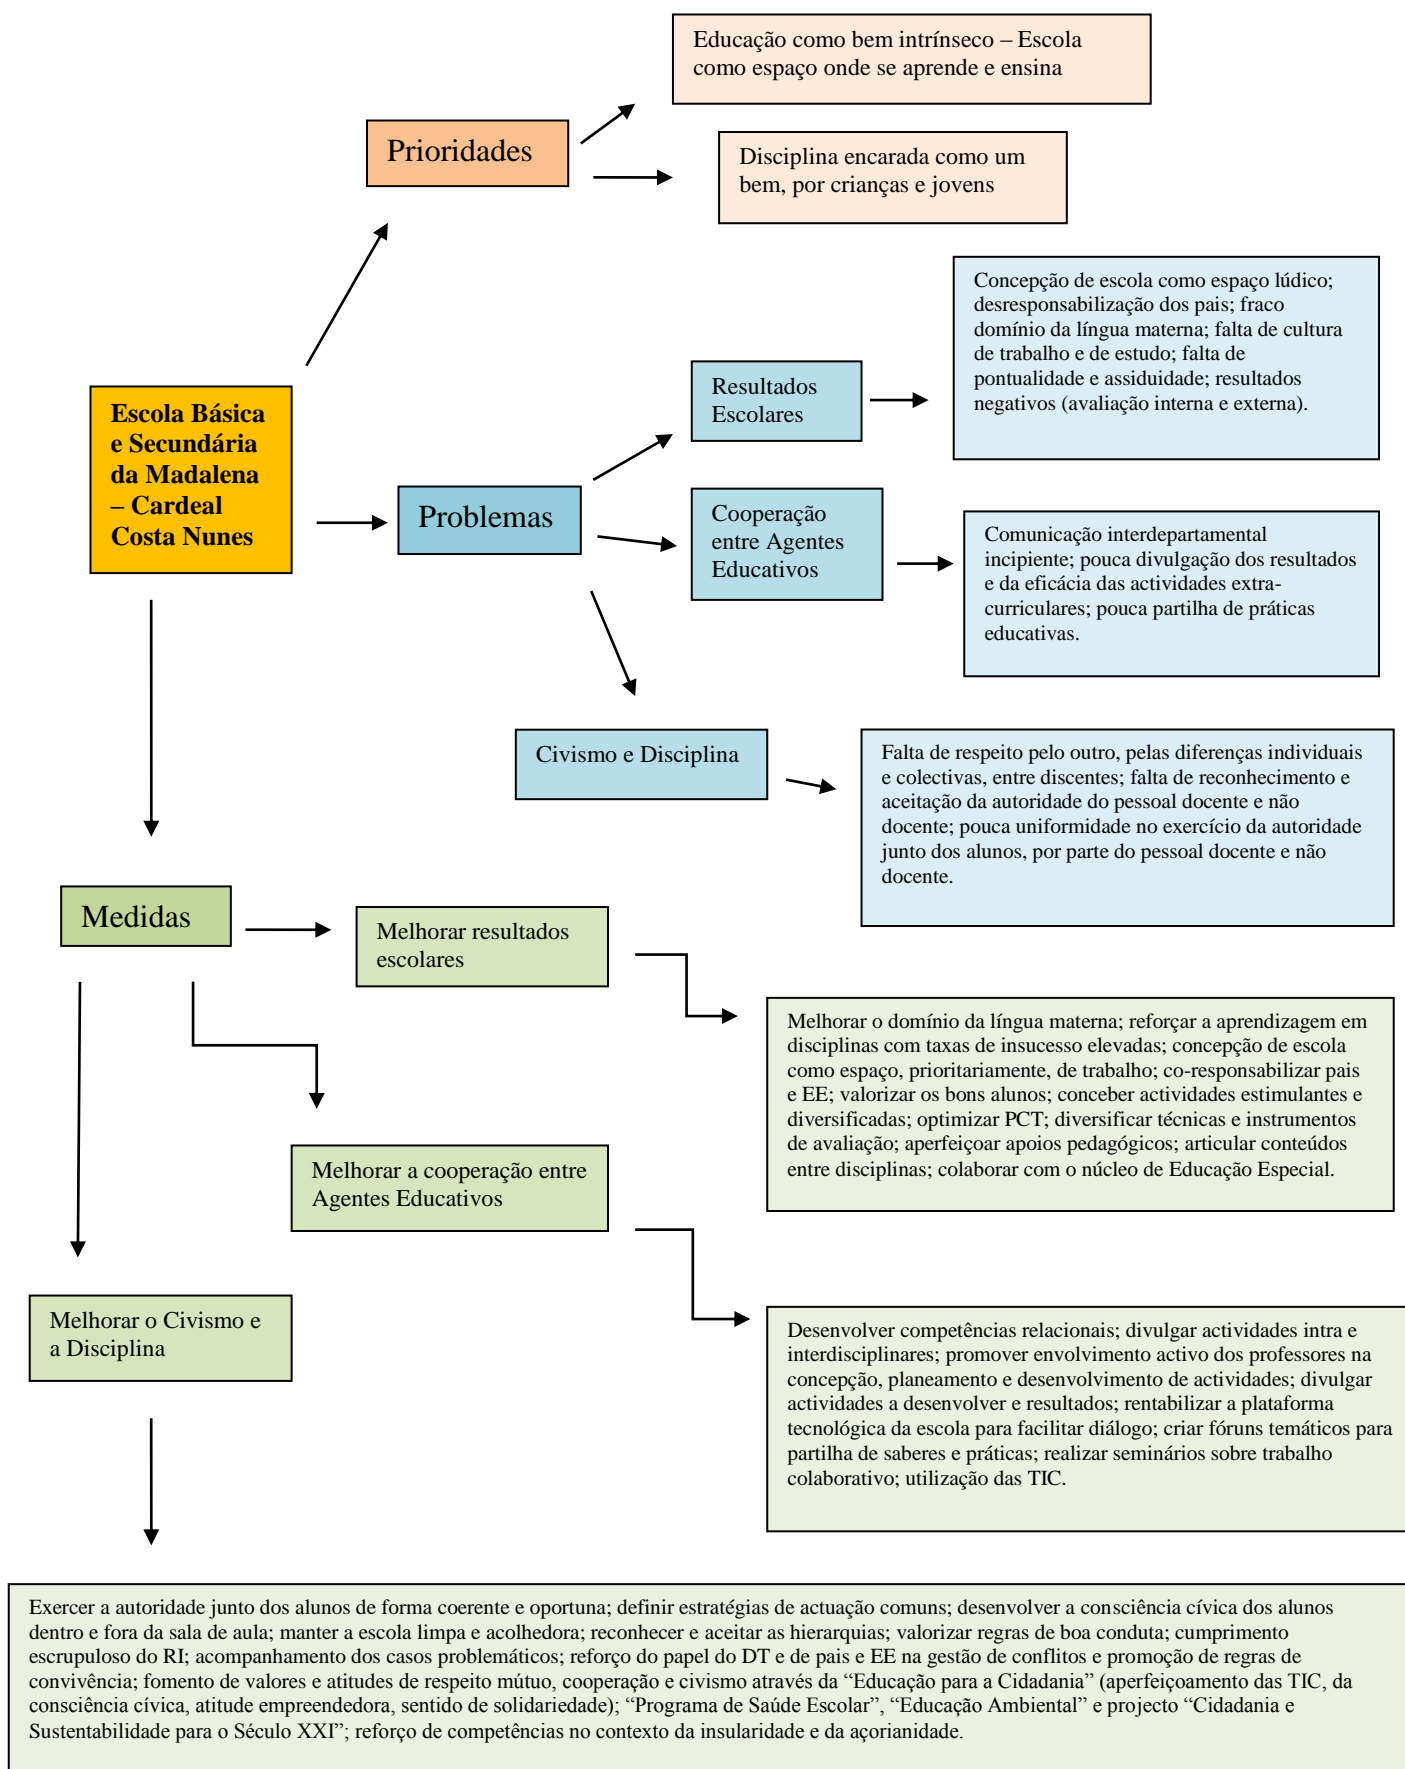 Educação como bem intrínseco – Escola
como espaço onde se aprende e ensina
Prioridades
Disciplina encarada como um
bem, por crianças e jovens
Concepção de escola como espaço lúdico;
desresponsabilização dos pais; fraco
domínio da língua materna; falta de cultura
de trabalho e de estudo; falta de
pontualidade e assiduidade; resultados
negativos (avaliação interna e externa).
Resultados
Escolares
Escola Básica
e Secundária
da Madalena
– Cardeal
Costa Nunes
Problemas
Cooperação
entre Agentes
Educativos
Comunicação interdepartamental
incipiente; pouca divulgação dos resultados
e da eficácia das actividades extra-
curriculares; pouca partilha de práticas
educativas.
Civismo e Disciplina
Falta de respeito pelo outro, pelas diferenças individuais
e colectivas, entre discentes; falta de reconhecimento e
aceitação da autoridade do pessoal docente e não
docente; pouca uniformidade no exercício da autoridade
junto dos alunos, por parte do pessoal docente e não
docente.
Medidas
Melhorar resultados
escolares
Melhorar o domínio da língua materna; reforçar a aprendizagem em
disciplinas com taxas de insucesso elevadas; concepção de escola
como espaço, prioritariamente, de trabalho; co-responsabilizar pais
e EE; valorizar os bons alunos; conceber actividades estimulantes e
diversificadas; optimizar PCT; diversificar técnicas e instrumentos
de avaliação; aperfeiçoar apoios pedagógicos; articular conteúdos
entre disciplinas; colaborar com o núcleo de Educação Especial.
Melhorar a cooperação entre
Agentes Educativos
Melhorar o Civismo e
a Disciplina
Desenvolver competências relacionais; divulgar actividades intra e
interdisciplinares; promover envolvimento activo dos professores na
concepção, planeamento e desenvolvimento de actividades; divulgar
actividades a desenvolver e resultados; rentabilizar a plataforma
tecnológica da escola para facilitar diálogo; criar fóruns temáticos para
partilha de saberes e práticas; realizar seminários sobre trabalho
colaborativo; utilização das TIC.
Exercer a autoridade junto dos alunos de forma coerente e oportuna; definir estratégias de actuação comuns; desenvolver a consciência cívica dos alunos
dentro e fora da sala de aula; manter a escola limpa e acolhedora; reconhecer e aceitar as hierarquias; valorizar regras de boa conduta; cumprimento
escrupuloso do RI; acompanhamento dos casos problemáticos; reforço do papel do DT e de pais e EE na gestão de conflitos e promoção de regras de
convivência; fomento de valores e atitudes de respeito mútuo, cooperação e civismo através da “Educação para a Cidadania” (aperfeiçoamento das TIC, da
consciência cívica, atitude empreendedora, sentido de solidariedade); “Programa de Saúde Escolar”, “Educação Ambiental” e projecto “Cidadania e
Sustentabilidade para o Século XXI”; reforço de competências no contexto da insularidade e da açorianidade.